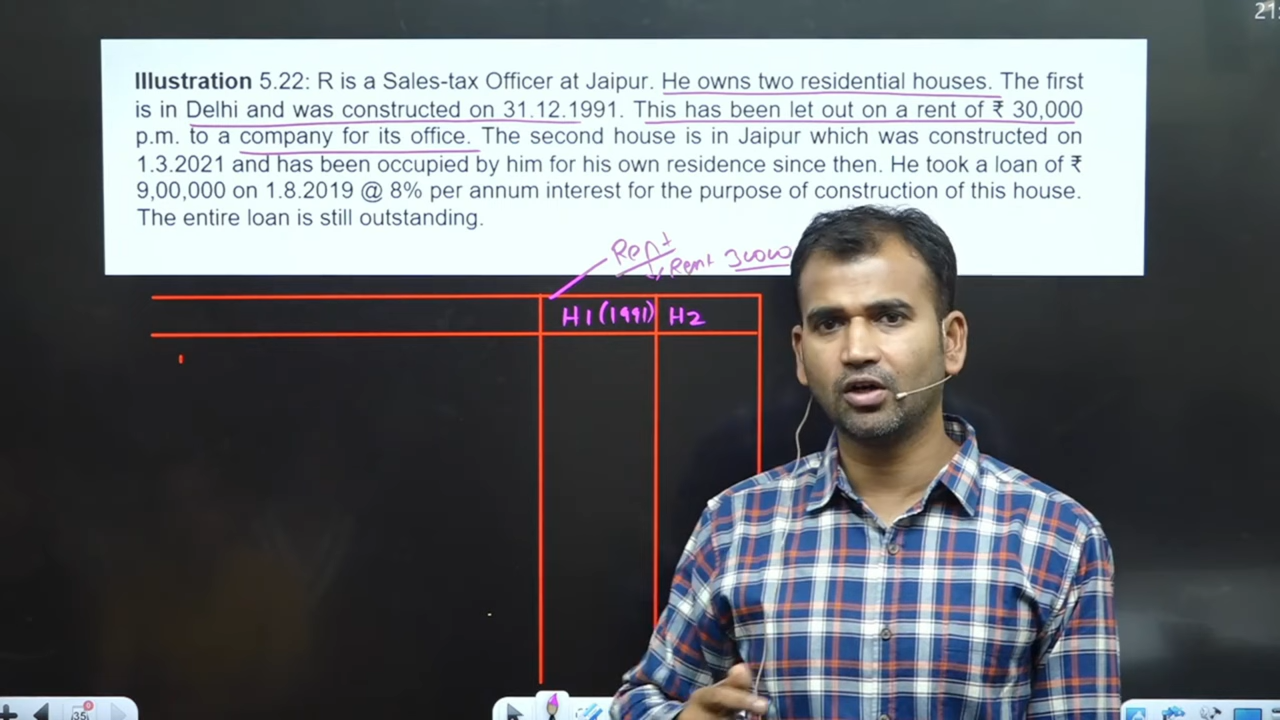 21:
Illustration 5.22: R is a Sales-tax Officer at Jaipur. He owns two residential houses. The first
is in Delhi and was constructed on 31.12.1991. This has been let out on a rent of ₹ 30,000
p.m. to a company for its office. The second house is in Jaipur which was constructed on
1.3.2021 and has been occupied by him for his own residence since then. He took a loan of ₹
9,00,000 on 1.8.2019 @ 8% per annum interest for the purpose of construction of this house.
The entire loan is still outstanding.
Rent
Rent 30000
H1 (1991) H2
35